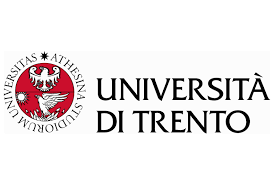 ATHESINA STUDIORUM UNIVERSITAS
UNIVERSITÀ
DI TRENTO